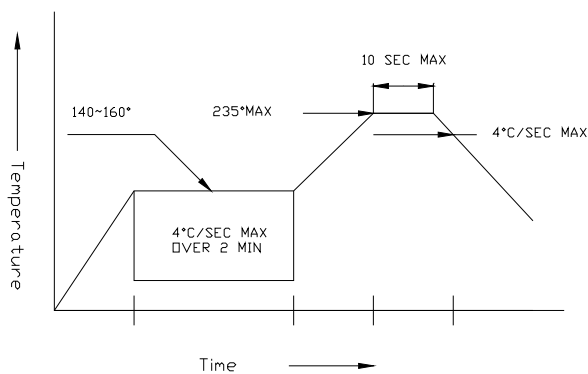 10 SEC MAX
140~160°
235°MAX
4°C/SEC MAX
Temperature
4°C/SEC MAX
OVER 2 MIN
Time